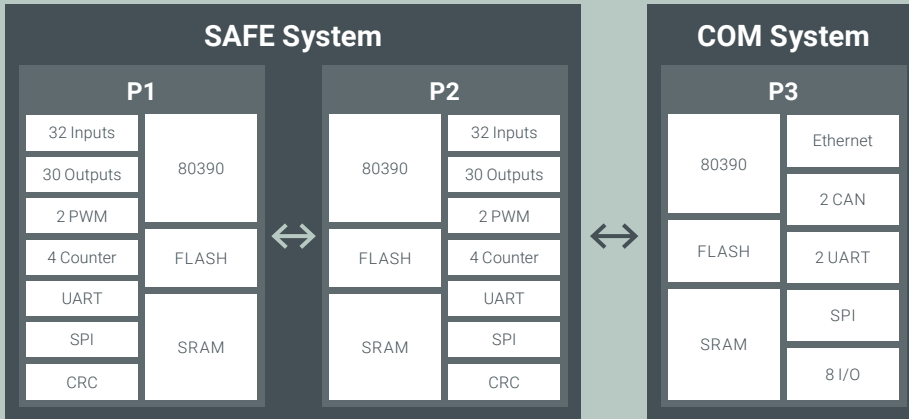 SAFE System
P1
32 Inputs
30 Outputs
2 PWM
4 Counter
UART
SPI
CRC
80390
FLASH
SRAM
P2
80390
FLASH
SRAM
32 Inputs
30 Outputs
2 PWM
4 Counter
UART
SPI
CRC
COM System
P3
80390
FLASH
SRAM
Ethernet
2 CAN
2 UART
SPI
8 I/O